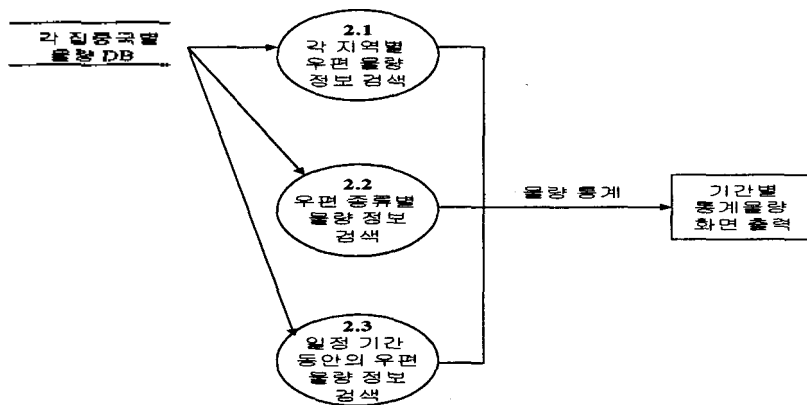 각 집중국별
물량 DB
2.1
각 지역별
우편 물량
정보 검색
2.2
우편 종류별
물량 정보
검색
물량 통계
기간별
통계물량
화면 출력
2.3
일정 기간
동안의 우편
물량 정보
검색